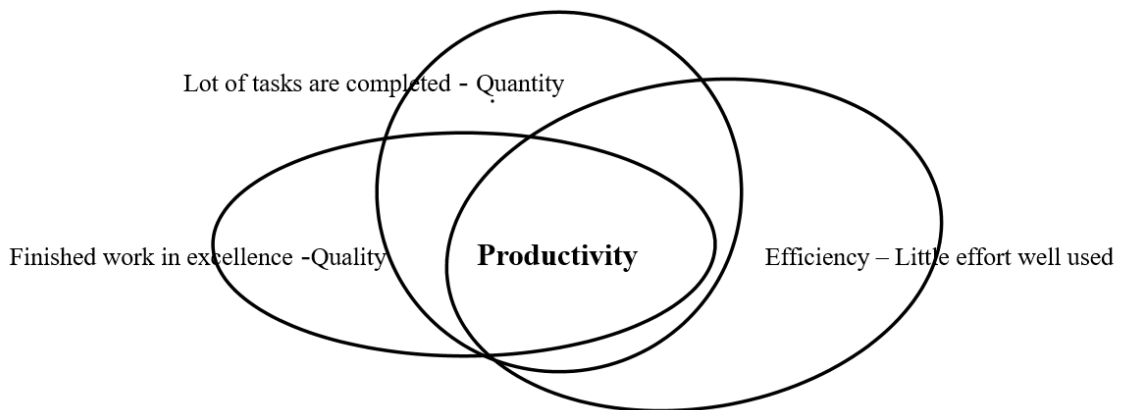 Lot of tasks are completed - Quantity
Finished work in excellence -Quality
Productivity
Efficiency – Little effort well used